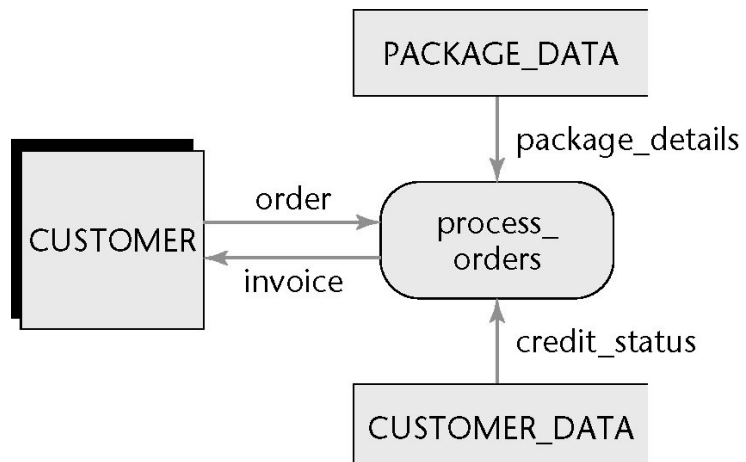 PACKAGE_DATA
package_details
order
CUSTOMER
process_
orders
invoice
credit_status
CUSTOMER_DATA